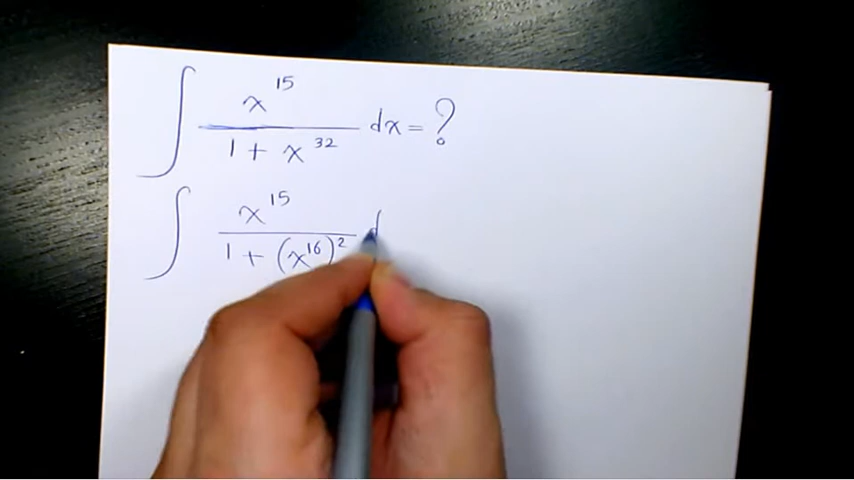 ∫ x^15 / (1 + x^32) dx = ?
∫ x^15 / (1 + (x^16)^2) d